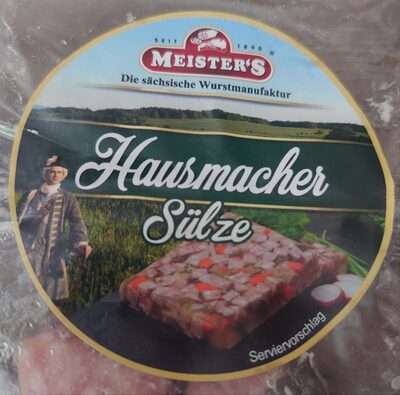 SEIT 1890
MEISTER'S ®
Die sächsische Wurstmanufaktur
Hausmacher
Sülze
Serviervorschlag